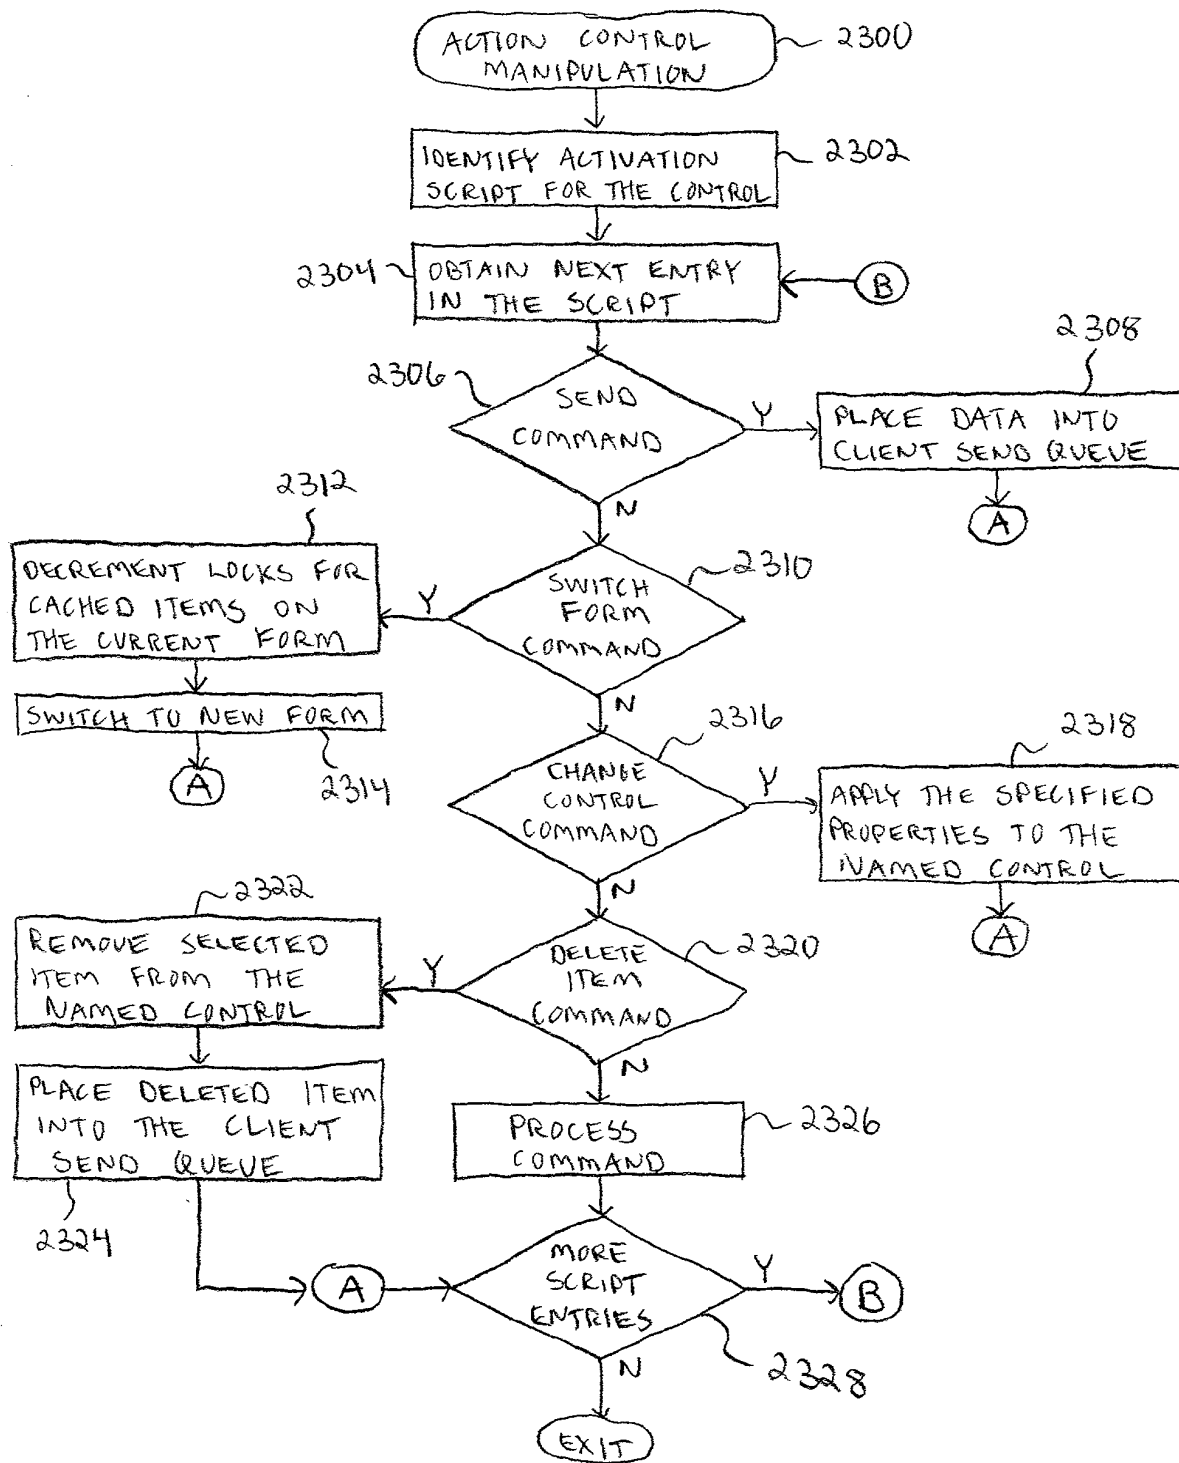 ACTION CONTROL
MANIPULATION
2300
IDENTIFY ACTIVATION
SCRIPT FOR THE CONTROL
2302
2304
OBTAIN NEXT ENTRY
IN THE SCRIPT
B
2306
SEND
COMMAND
Y
N
2308
PLACE DATA INTO
CLIENT SEND QUEUE
A
2312
DECREMENT LOCKS FOR
CACHED ITEMS ON
THE CURRENT FORM
Y
SWITCH
FORM
COMMAND
2310
N
SWITCH TO NEW FORM
2314
A
CHANGE
CONTROL
COMMAND
2316
Y
N
2318
APPLY THE SPECIFIED
PROPERTIES TO THE
NAMED CONTROL
A
2322
REMOVE SELECTED
ITEM FROM THE
NAMED CONTROL
Y
DELETE
ITEM
COMMAND
2320
N
PLACE DELETED ITEM
INTO THE CLIENT
SEND QUEUE
2324
PROCESS
COMMAND
2326
A
MORE
SCRIPT
ENTRIES
Y
B
2328
N
EXIT